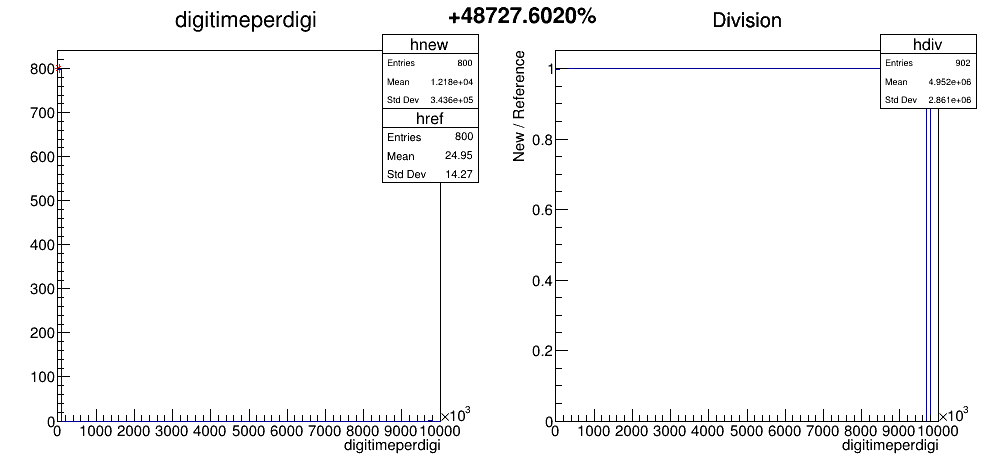 digitimeperdigi
+48727.6020%
Division
hnew
Entries 800
Mean 1.218e+04
Std Dev 3.436e+05
href
Entries 800
Mean 24.95
Std Dev 14.27
800
700
600
500
400
300
200
100
0
0 1000 2000 3000 4000 5000 6000 7000 8000 9000 10000
×10³
digitimeperdigi
hdiv
Entries 902
Mean 4.952e+06
Std Dev 2.861e+06
New / Reference
1
0.8
0.6
0.4
0.2
0
0 1000 2000 3000 4000 5000 6000 7000 8000 9000 10000
×10³
digitimeperdigi